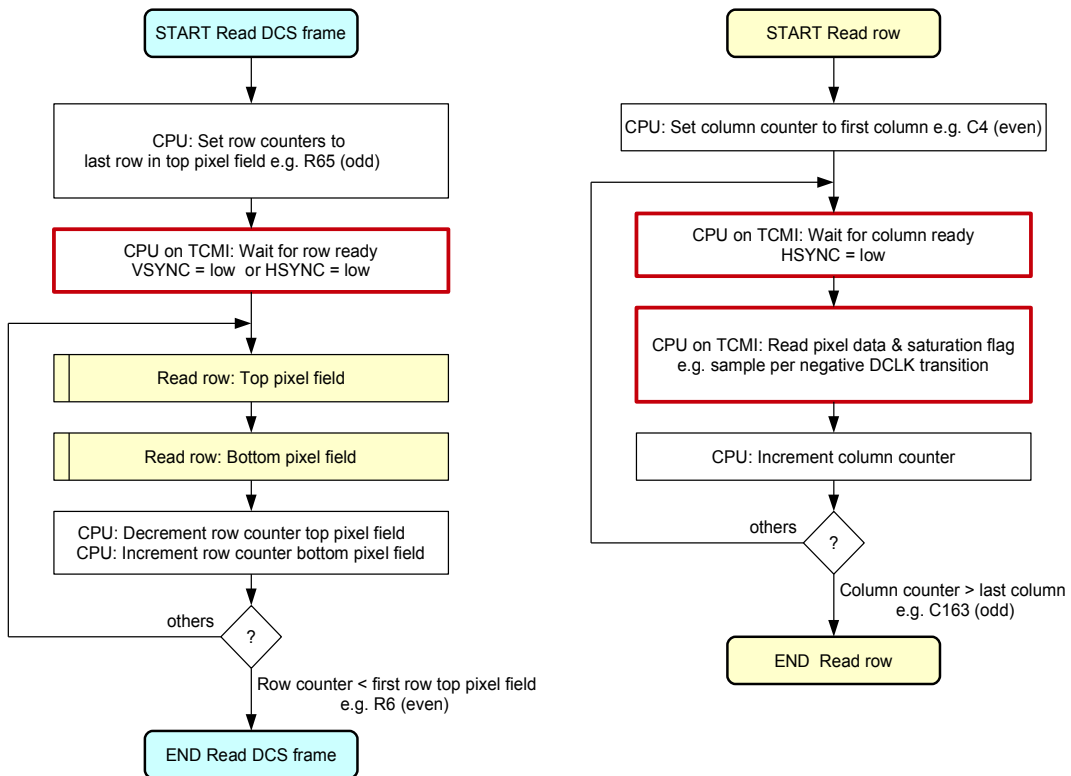 START Read DCS frame
CPU: Set row counters to
last row in top pixel field e.g. R65 (odd)
CPU on TCMI: Wait for row ready
VSYNC = low or HSYNC = low
Read row: Top pixel field
Read row: Bottom pixel field
CPU: Decrement row counter top pixel field
CPU: Increment row counter bottom pixel field
others
?
Row counter < first row top pixel field
e.g. R6 (even)
END Read DCS frame
START Read row
CPU: Set column counter to first column e.g. C4 (even)
CPU on TCMI: Wait for column ready
HSYNC = low
CPU on TCMI: Read pixel data & saturation flag
e.g. sample per negative DCLK transition
CPU: Increment column counter
others
?
Column counter > last column
e.g. C163 (odd)
END Read row